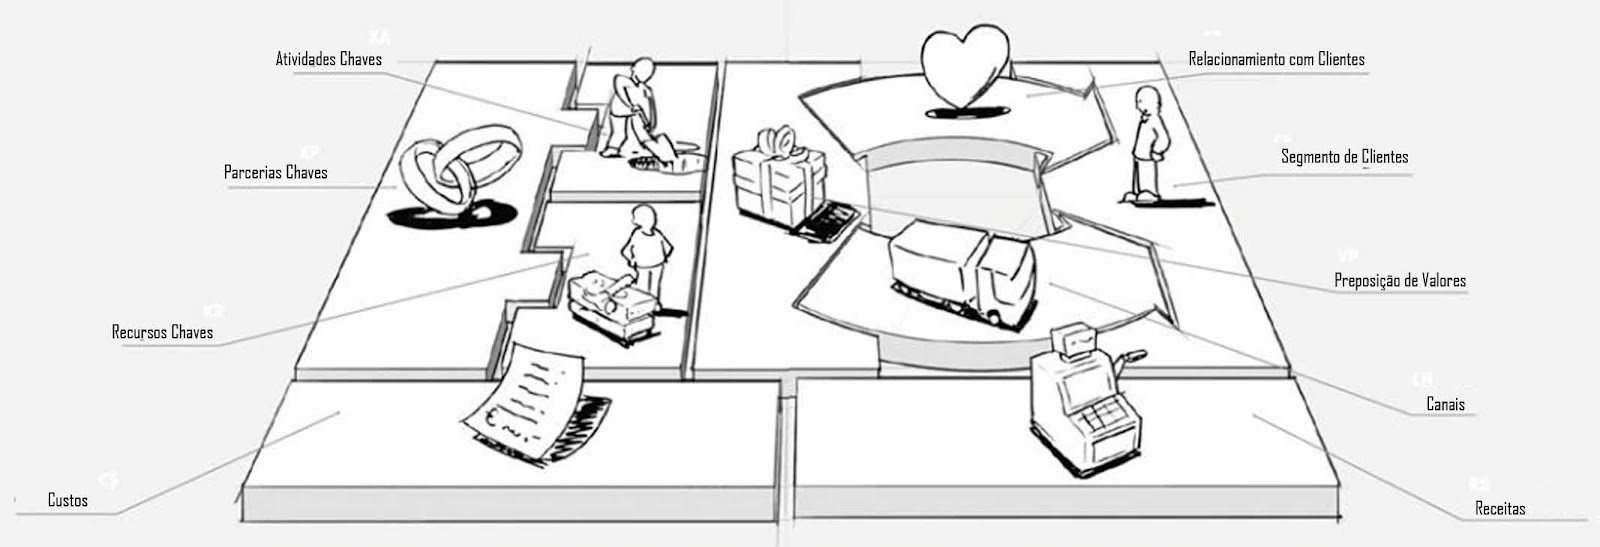 Atividades Chaves
Relacionamiento com Clientes
Parcerias Chaves
Segmento de Clientes
Preposição de Valores
Recursos Chaves
Canais
Custos
Receitas